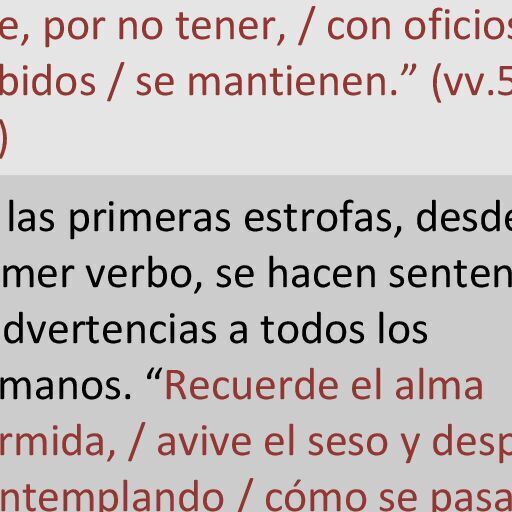 e, por no tener, / con oficios
bidos / se mantienen.” (vv.5
)
las primeras estrofas, desde
mer verbo, se hacen senten
dvertencias a todos los
manos. “Recuerde el alma
rmida, / avive el seso y desp
ntemplando / cómo se pasa